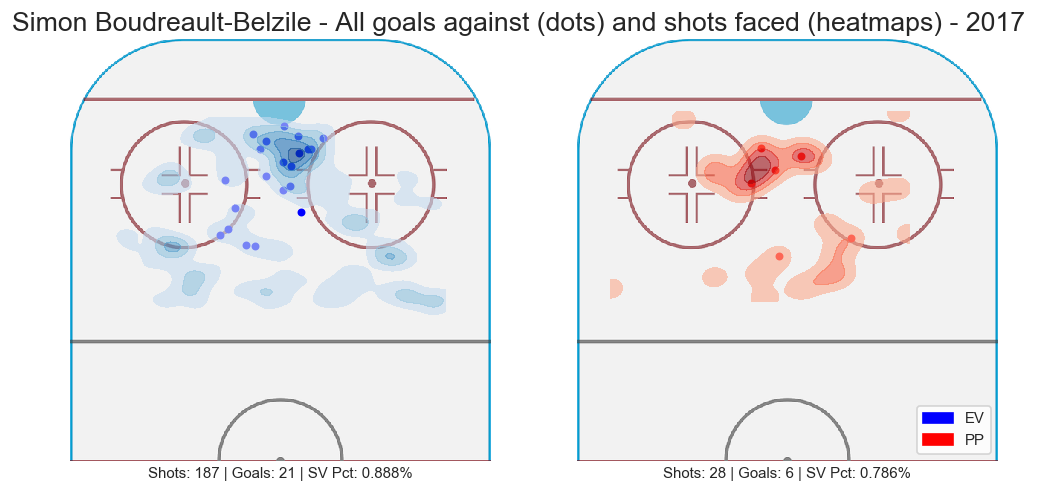 Simon Boudreault-Belzile - All goals against (dots) and shots faced (heatmaps) - 2017
EV
PP
Shots: 187 | Goals: 21 | SV Pct: 0.888%
Shots: 28 | Goals: 6 | SV Pct: 0.786%